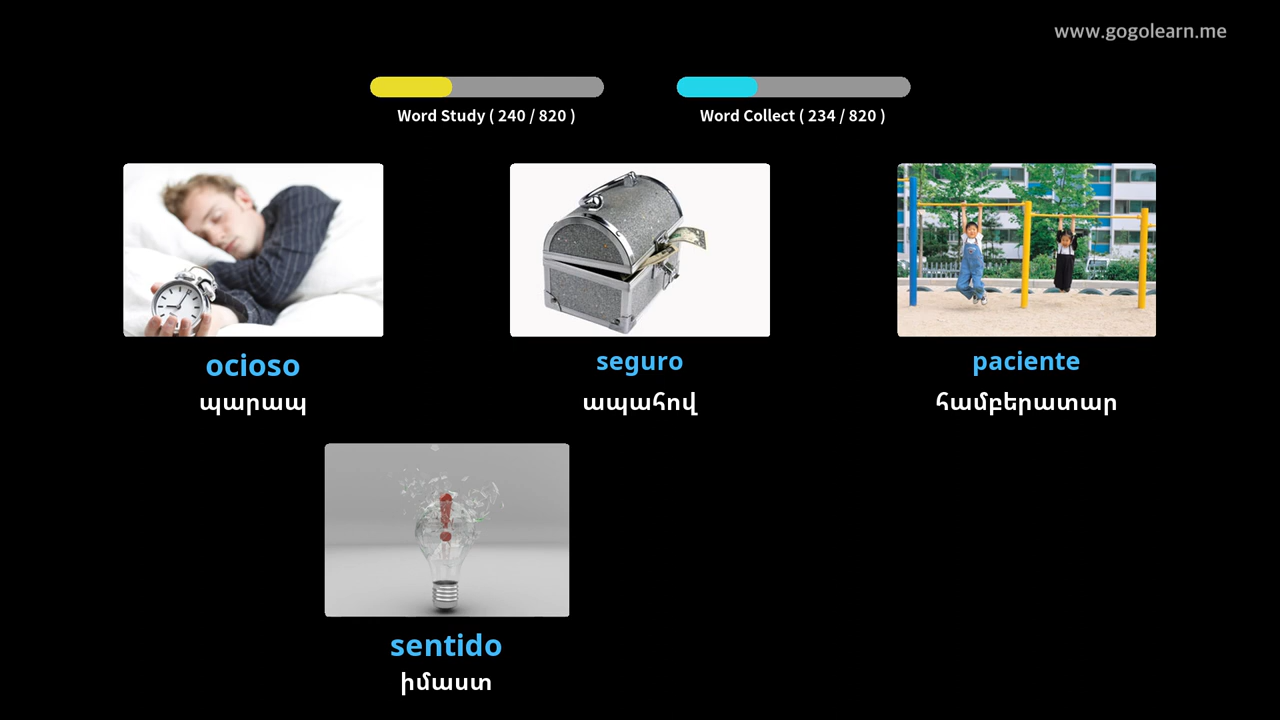 www.gogolearn.me
Word Study ( 240 / 820 )
Word Collect ( 234 / 820 )
ocioso
պարապ
seguro
ապահով
paciente
համբերատար
sentido
իմաստ